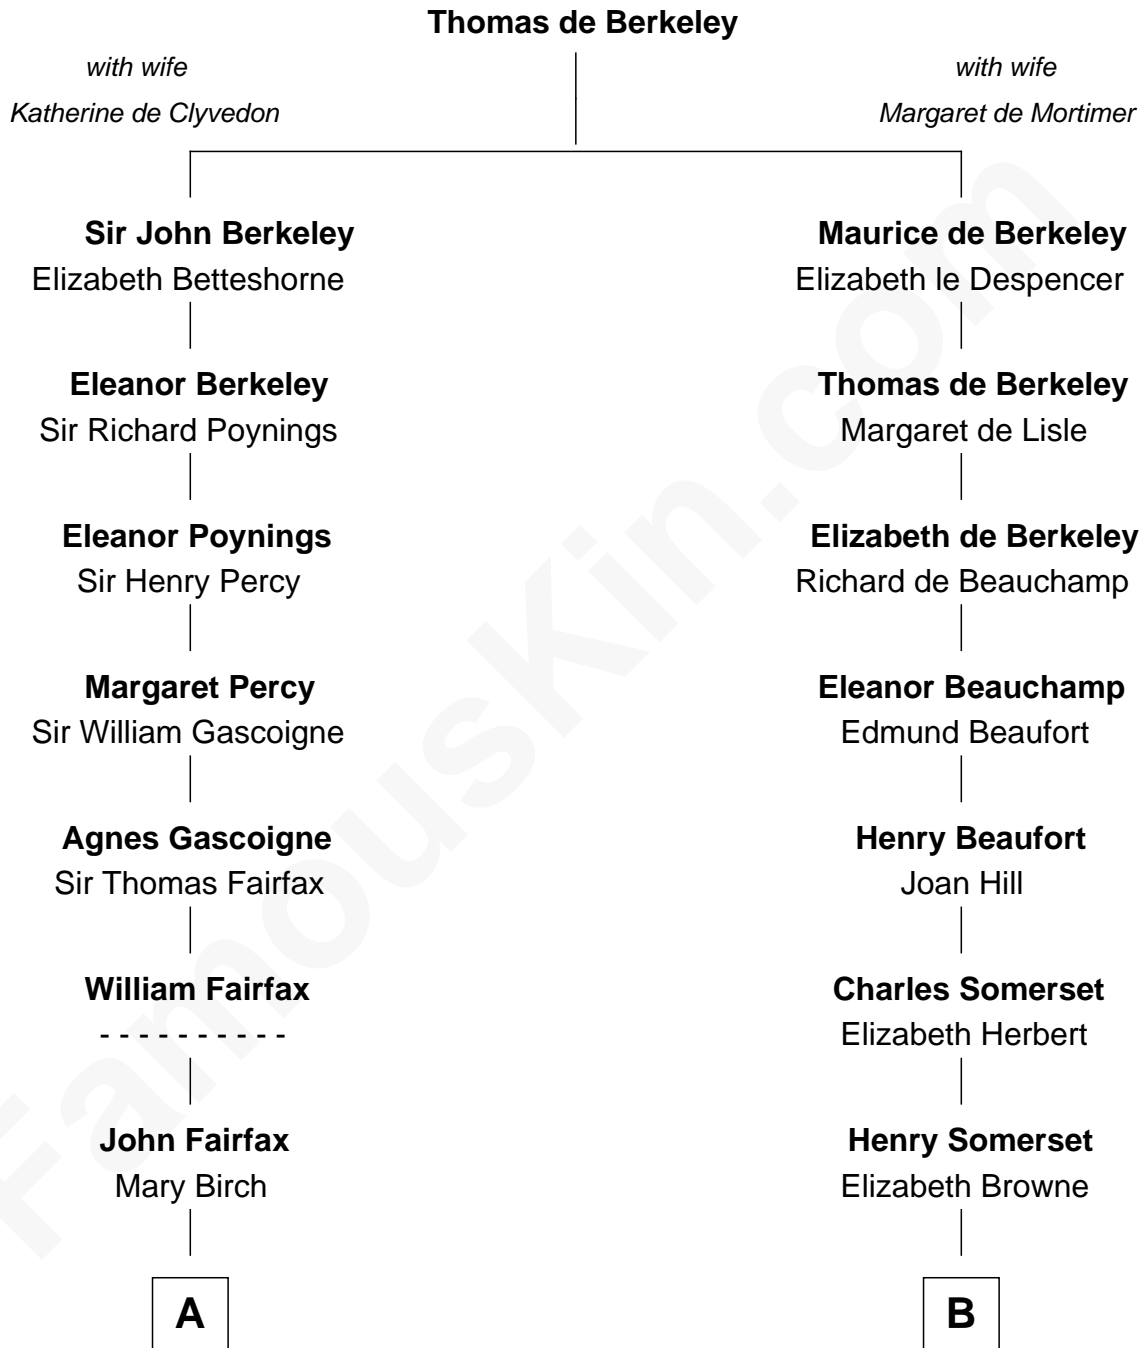 Thomas de Berkeley
with wife
Katherine de Clyvedon
with wife
Margaret de Mortimer
Sir John Berkeley
Elizabeth Betteshorne
Maurice de Berkeley
Elizabeth le Despencer
Eleanor Berkeley
Sir Richard Poynings
Thomas de Berkeley
Margaret de Lisle
Eleanor Poynings
Sir Henry Percy
Elizabeth de Berkeley
Richard de Beauchamp
Margaret Percy
Sir William Gascoigne
Eleanor Beauchamp
Edmund Beaufort
Agnes Gascoigne
Sir Thomas Fairfax
Henry Beaufort
Joan Hill
William Fairfax
- - - - - - - - - -
Charles Somerset
Elizabeth Herbert
John Fairfax
Mary Birch
Henry Somerset
Elizabeth Browne
A
B
FamousKin.com